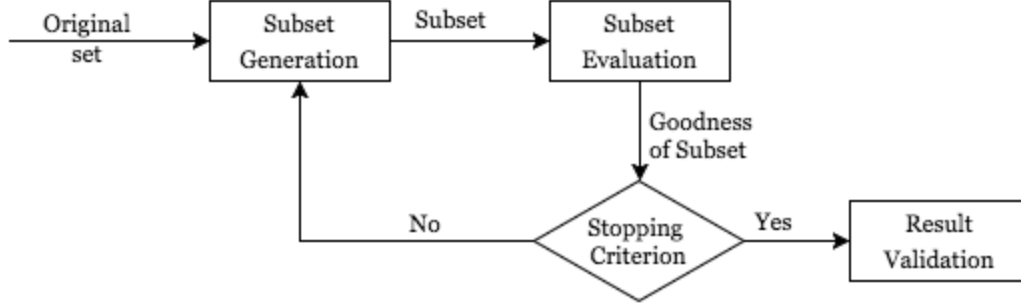 Original
set
Subset
Generation
Subset
Subset
Evaluation
Goodness
of Subset
No
Stopping
Criterion
Yes
Result
Validation